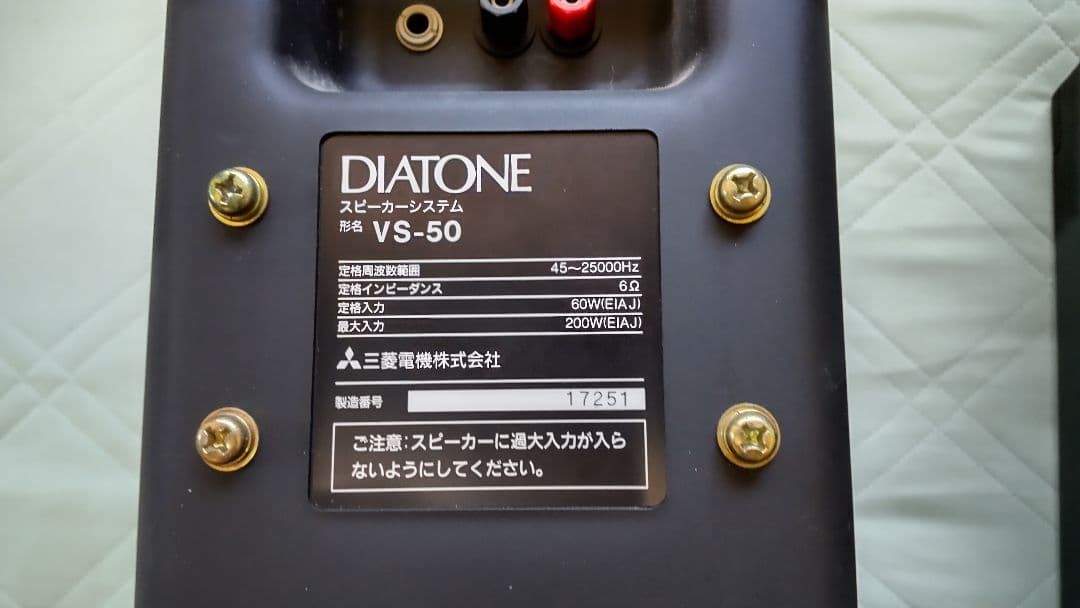 DIATONE
スピーカーシステム
形名 VS-50
定格周波数範囲 45〜25000Hz
定格インピーダンス 6Ω
定格入力 60W(EIAJ)
最大入力 200W(EIAJ)
三菱電機株式会社
製造番号 17251
ご注意:スピーカーに過大入力が入ら
ないようにしてください。